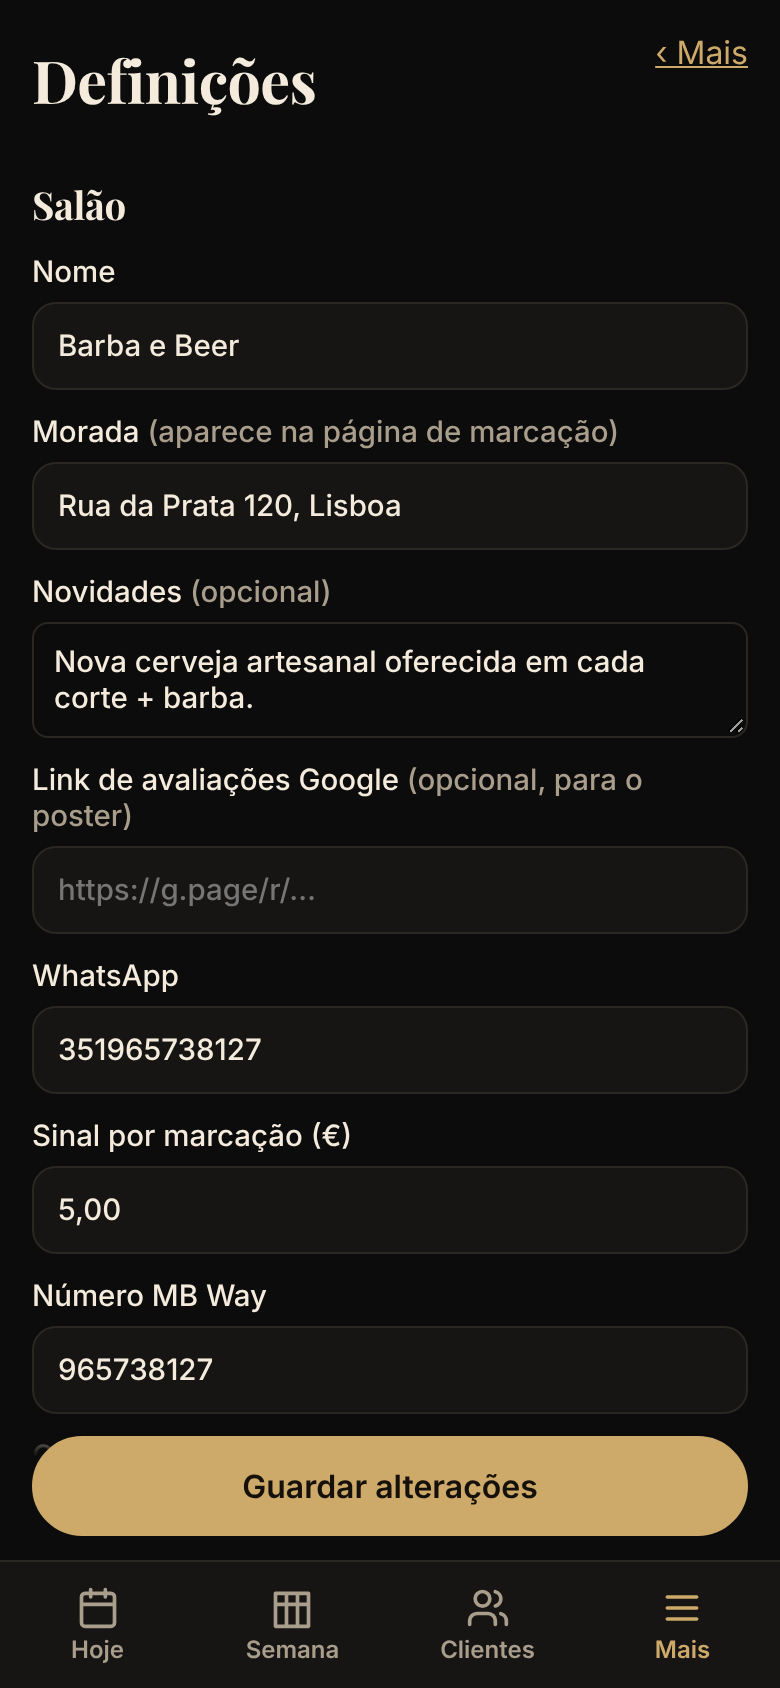 Definições
‹ Mais
Salão
Nome
Barba e Beer
Morada (aparece na página de marcação)
Rua da Prata 120, Lisboa
Novidades (opcional)
Nova cerveja artesanal oferecida em cada
corte + barba.
Link de avaliações Google (opcional, para o
poster)
https://g.page/r/...
WhatsApp
351965738127
Sinal por marcação (€)
5,00
Número MB Way
965738127
Guardar alterações
Hoje
Semana
Clientes
Mais